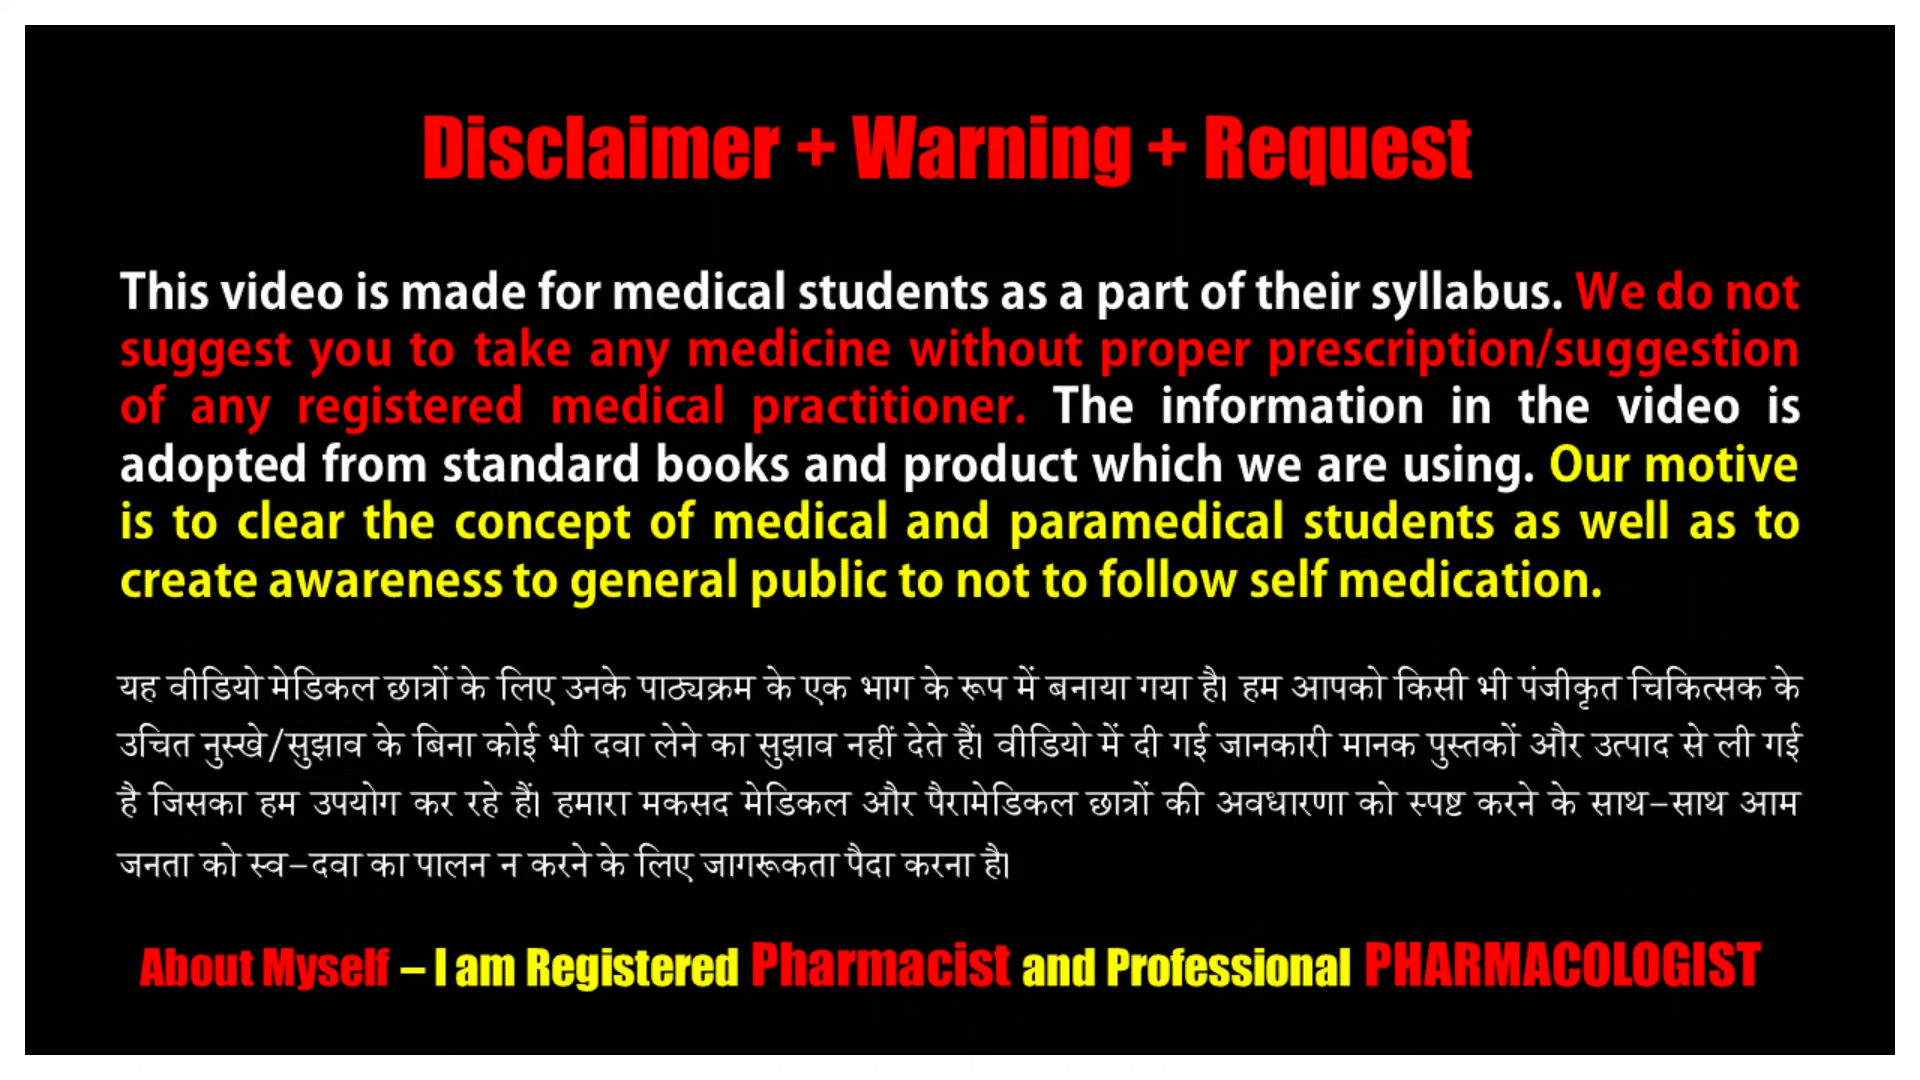 Disclaimer + Warning + Request
This video is made for medical students as a part of their syllabus. We do not
suggest you to take any medicine without proper prescription/suggestion
of any registered medical practitioner. The information in the video is
adopted from standard books and product which we are using. Our motive
is to clear the concept of medical and paramedical students as well as to
create awareness to general public to not to follow self medication.
यह वीडियो मेडिकल छात्रों के लिए उनके पाठ्यक्रम के एक भाग के रूप में बनाया गया है। हम आपको किसी भी पंजीकृत चिकित्सक के
उचित नुस्खे/सुझाव के बिना कोई भी दवा लेने का सुझाव नहीं देते हैं। वीडियो में दी गई जानकारी मानक पुस्तकों और उत्पाद से ली गई
है जिसका हम उपयोग कर रहे हैं। हमारा मकसद मेडिकल और पैरामेडिकल छात्रों की अवधारणा को स्पष्ट करने के साथ-साथ आम
जनता को स्व-दवा का पालन न करने के लिए जागरूकता पैदा करना है।
About Myself – I am Registered Pharmacist and Professional PHARMACOLOGIST